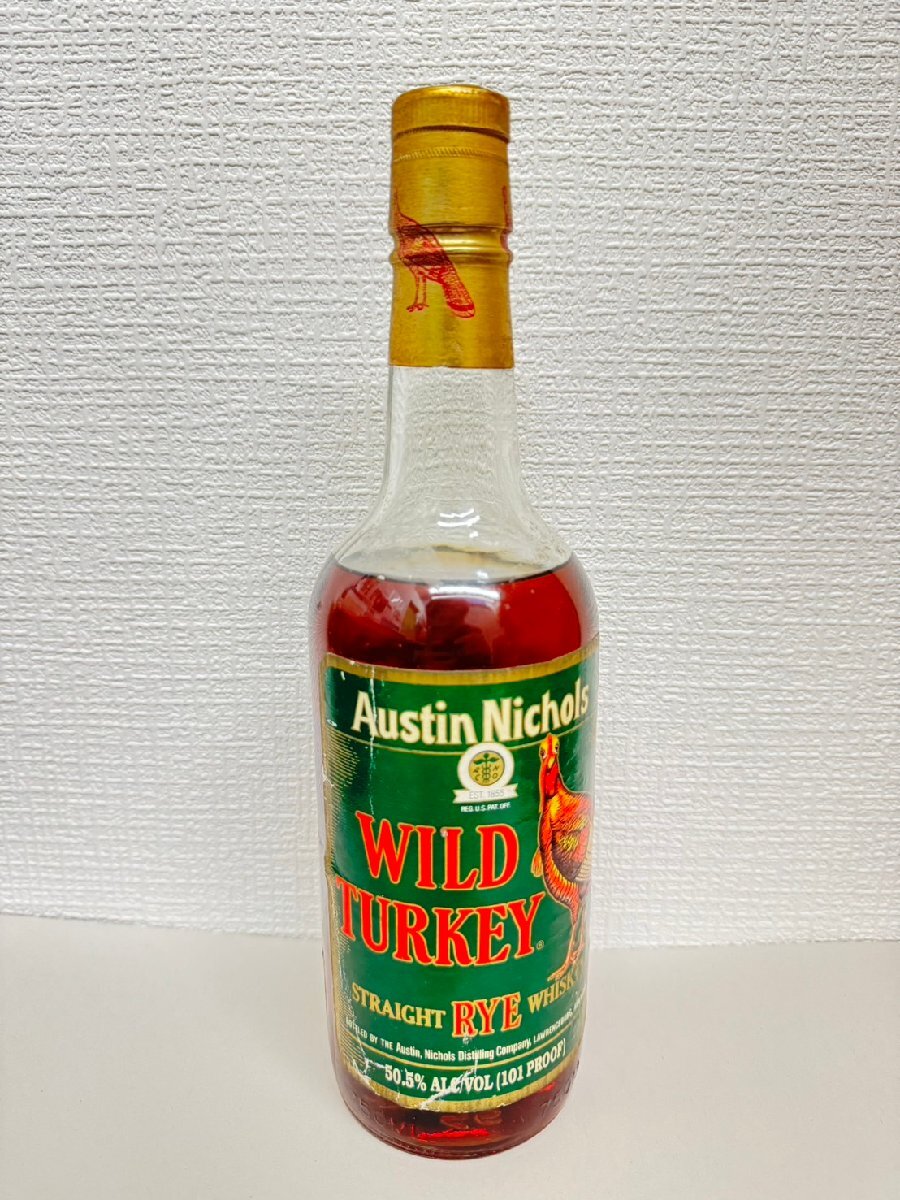 Austin Nichols
EST. 1855
REG. U.S. PAT. OFF.
WILD
TURKEY®
STRAIGHT RYE
BY THE Austin, Nichols Distilling Company,
50.5% ALC/VOL (101 PROOF)